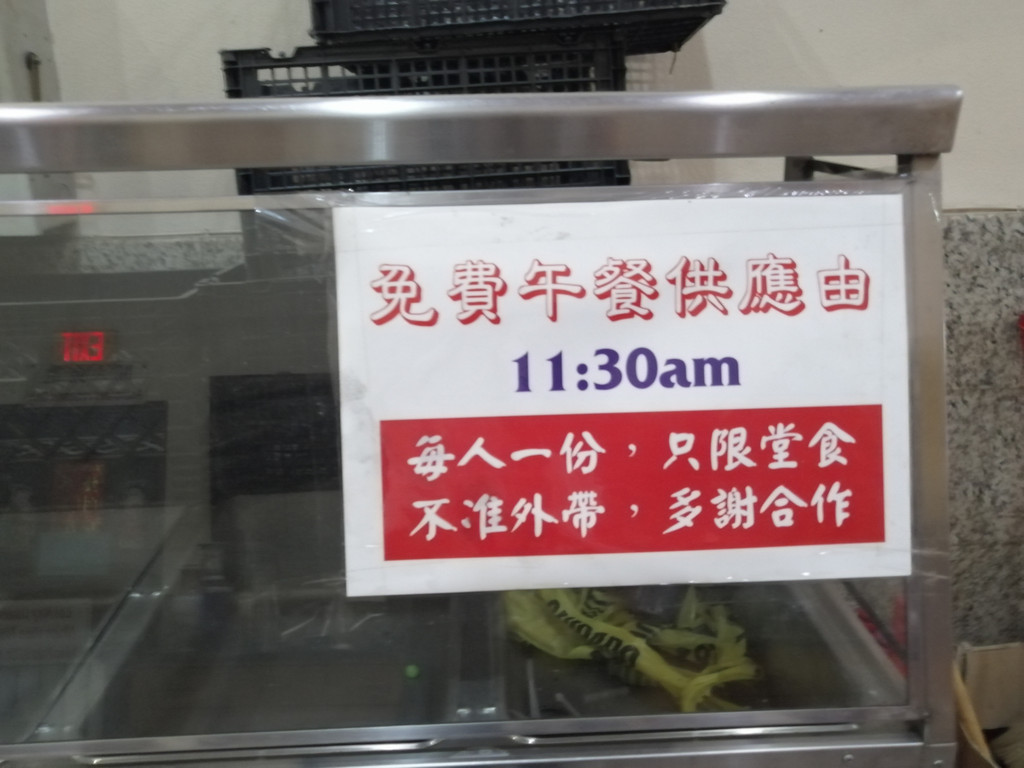 免費午餐供應由
11:30am
每人一份，只限堂食
不准外帶，多謝合作